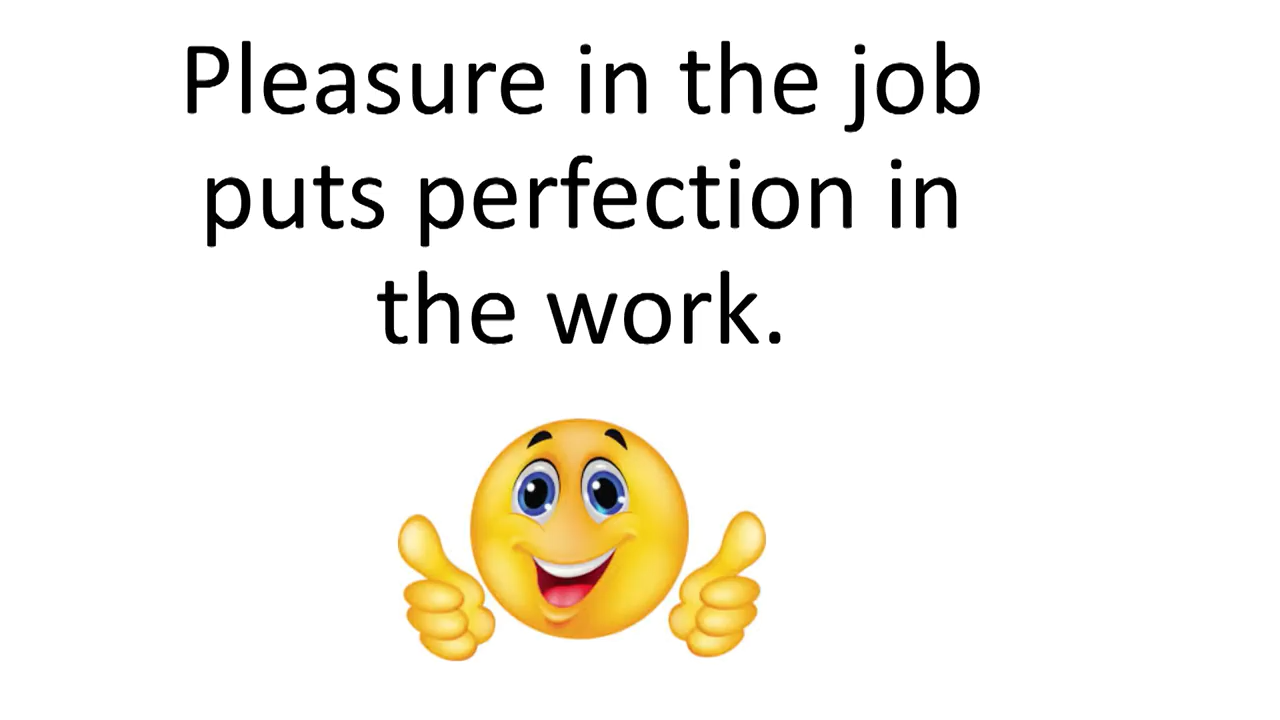 Pleasure in the job
puts perfection in
the work.